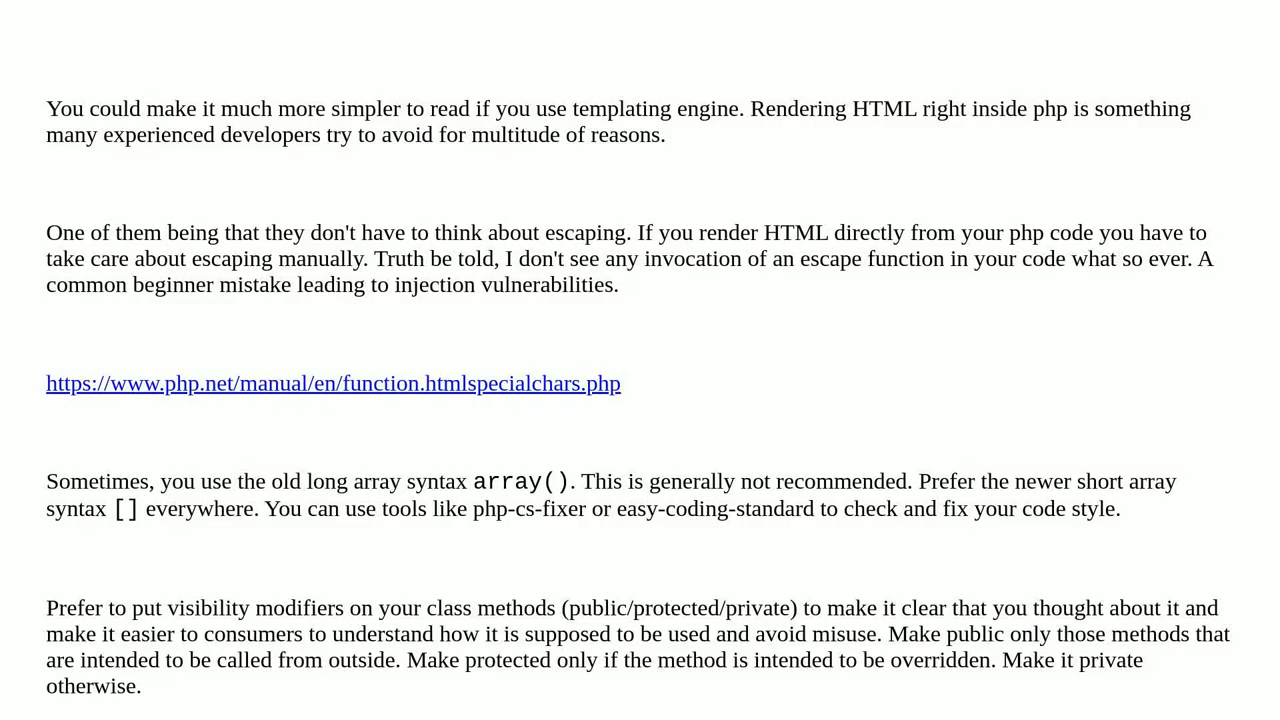 You could make it much more simpler to read if you use templating engine. Rendering HTML right inside php is something
many experienced developers try to avoid for multitude of reasons.
One of them being that they don't have to think about escaping. If you render HTML directly from your php code you have to
take care about escaping manually. Truth be told, I don't see any invocation of an escape function in your code what so ever. A
common beginner mistake leading to injection vulnerabilities.
https://www.php.net/manual/en/function.htmlspecialchars.php
Sometimes, you use the old long array syntax array(). This is generally not recommended. Prefer the newer short array
syntax [] everywhere. You can use tools like php-cs-fixer or easy-coding-standard to check and fix your code style.
Prefer to put visibility modifiers on your class methods (public/protected/private) to make it clear that you thought about it and
make it easier to consumers to understand how it is supposed to be used and avoid misuse. Make public only those methods that
are intended to be called from outside. Make protected only if the method is intended to be overridden. Make it private
otherwise.